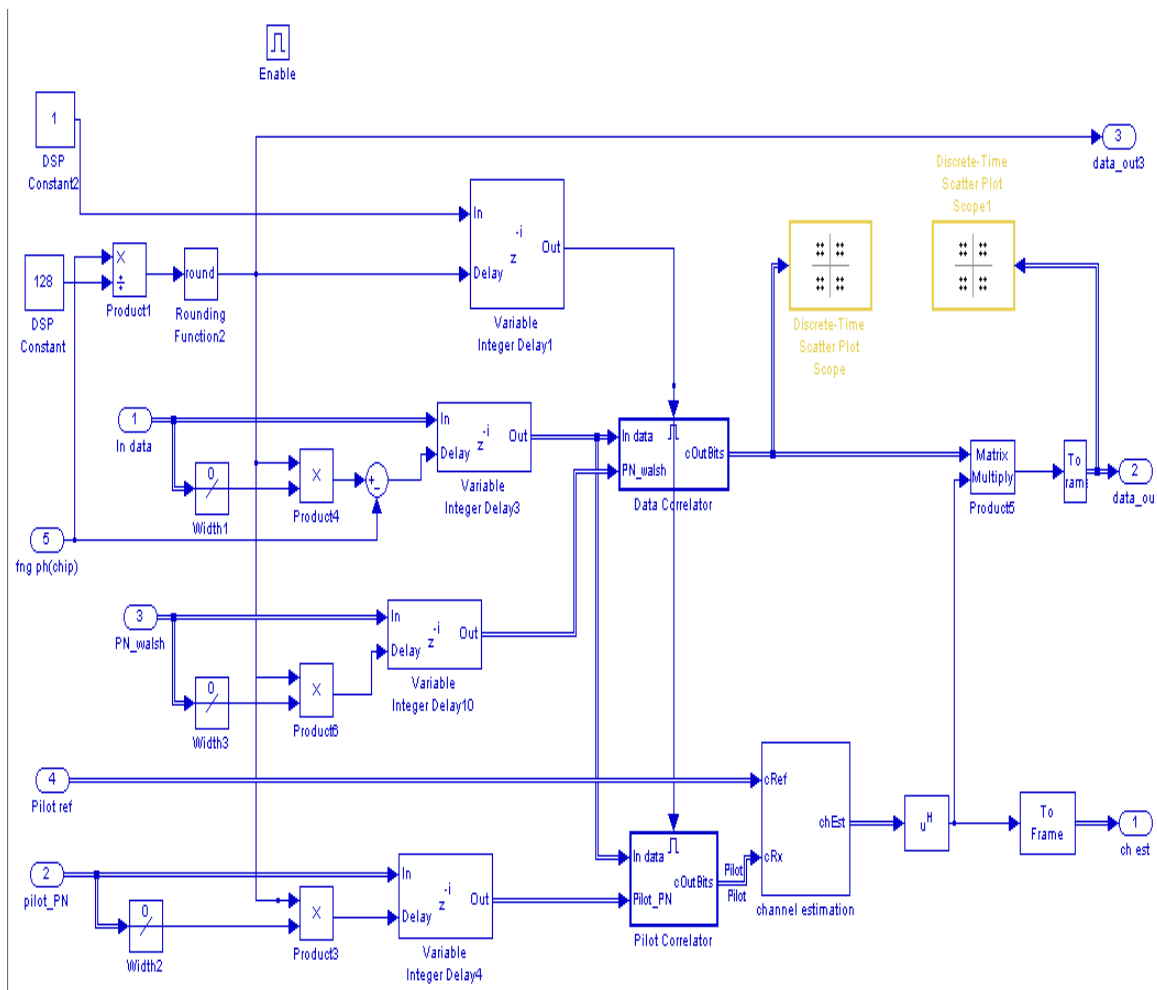 Enable
1
DSP
Constant2
3
data_out3
Discrete-Time
Scatter Plot
Scope1
In
Delay
-i
z
Out
Variable
Integer Delay1
128
DSP
Constant
X
÷
Product1
round
Rounding
Function2
Discrete-Time
Scatter Plot
Scope
1
In data
0
Width1
X
Product4
+
-
In
Delay
-i
z
Out
Variable
Integer Delay3
In data
PN_walsh
cOutBits
Data Correlator
Matrix
Multiply
Product5
To
rame
2
data_ou
5
fng ph(chip)
3
PN_walsh
0
Width3
X
Product6
In
Delay
-i
z
Out
Variable
Integer Delay10
4
Pilot ref
cRef
cRx
chEst
channel estimation
u
H
To
Frame
1
ch est
2
pilot_PN
0
Width2
X
Product3
In
Delay
-i
z
Out
Variable
Integer Delay4
In data
Pilot_PN
cOutBits
Pilot Correlator
Pilot
Pilot